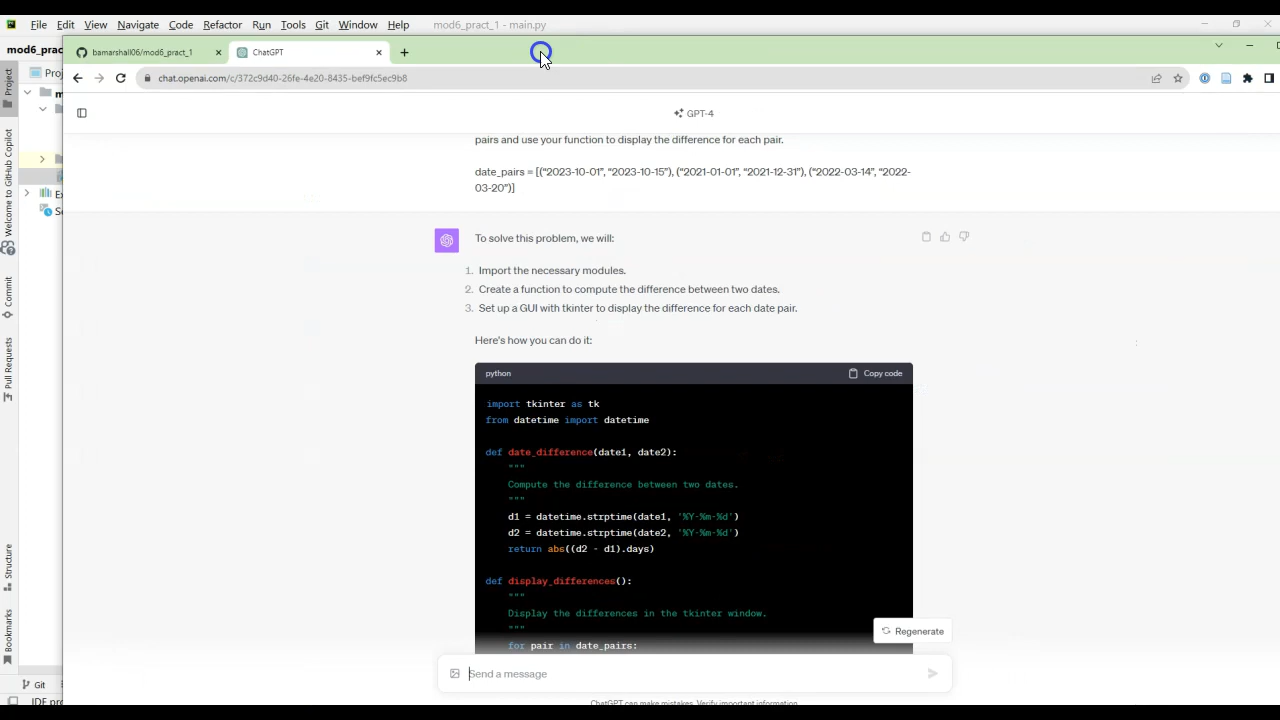 File Edit View Navigate Code Refactor Run Tools Git Window Help mod6_pract_1 - main.py
mod6_prac
bamarshall06/mod6_pract_1
ChatGPT
chat.openai.com/c/372c9d40-26fe-4e20-8435-bef9fc5ec9b8
Project
Welcome to GitHub Copilot
Commit
Pull Requests
Structure
Bookmarks
Git
GPT-4
pairs and use your function to display the difference for each pair.
date_pairs = [(“2023-10-01”, “2023-10-15”), (“2021-01-01”, “2021-12-31”), (“2022-03-14”, “2022-
03-20”)]
To solve this problem, we will:
1. Import the necessary modules.
2. Create a function to compute the difference between two dates.
3. Set up a GUI with tkinter to display the difference for each date pair.
Here's how you can do it:
python
Copy code
import tkinter as tk
from datetime import datetime
def date_difference(date1, date2):
"""
Compute the difference between two dates.
"""
d1 = datetime.strptime(date1, '%Y-%m-%d')
d2 = datetime.strptime(date2, '%Y-%m-%d')
return abs((d2 - d1).days)
def display_differences():
"""
Display the differences in the tkinter window.
"""
for pair in date_pairs:
Regenerate
Send a message
ChatGPT can make mistakes. Verify important information.